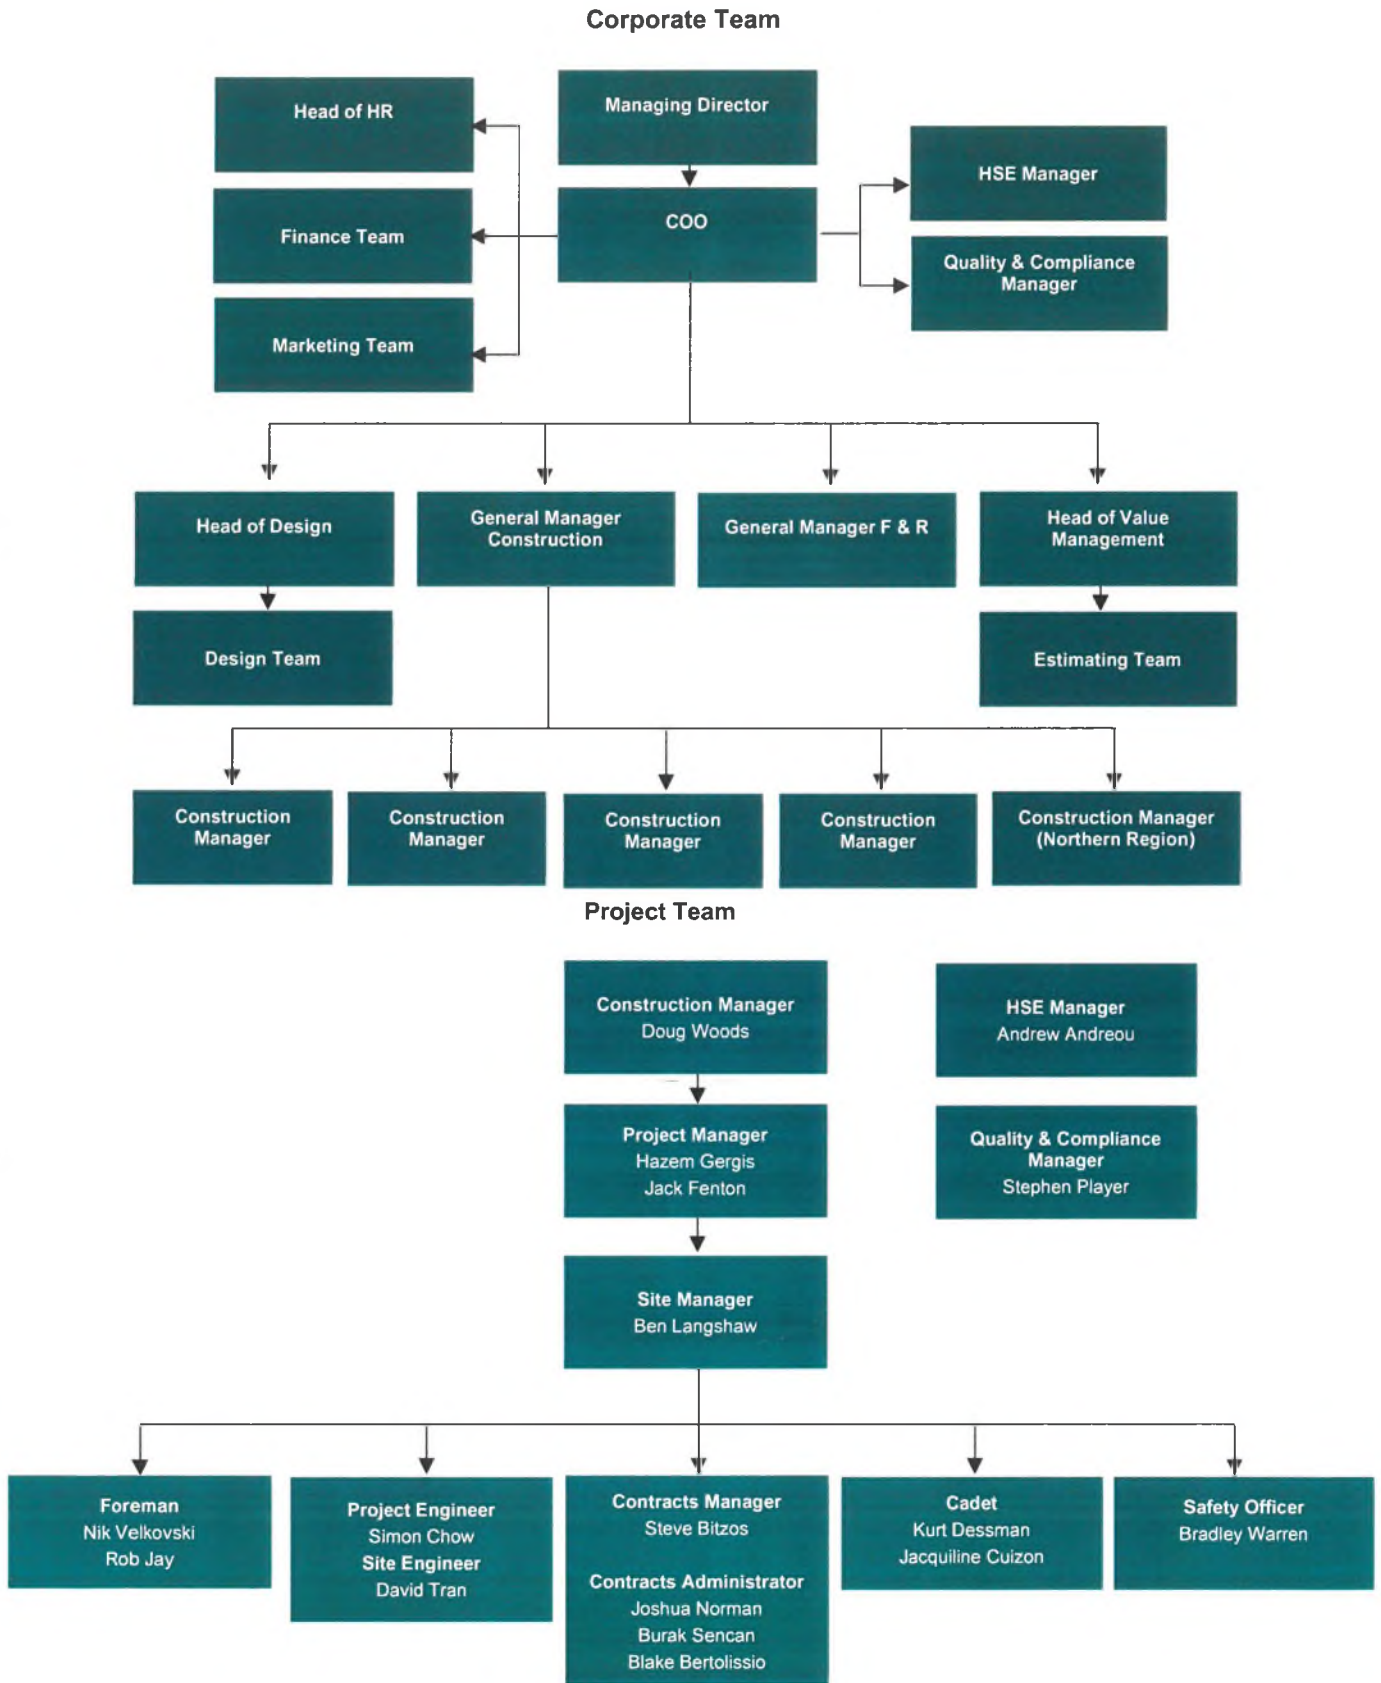 Corporate Team
Head of HR
Managing Director
HSE Manager
Finance Team
COO
Quality & Compliance
Manager
Marketing Team
Head of Design
General Manager
Construction
General Manager F & R
Head of Value
Management
Design Team
Estimating Team
Construction
Manager
Construction
Manager
Construction
Manager
Construction
Manager
Construction Manager
(Northern Region)
Project Team
Construction Manager
Doug Woods
HSE Manager
Andrew Andreou
Project Manager
Hazem Gergis
Jack Fenton
Quality & Compliance
Manager
Stephen Player
Site Manager
Ben Langshaw
Foreman
Nik Velkovski
Rob Jay
Project Engineer
Simon Chow
Site Engineer
David Tran
Contracts Manager
Steve Bitzos
Contracts Administrator
Joshua Norman
Burak Sencan
Blake Bertolissio
Cadet
Kurt Dessman
Jacquiline Cuizon
Safety Officer
Bradley Warren